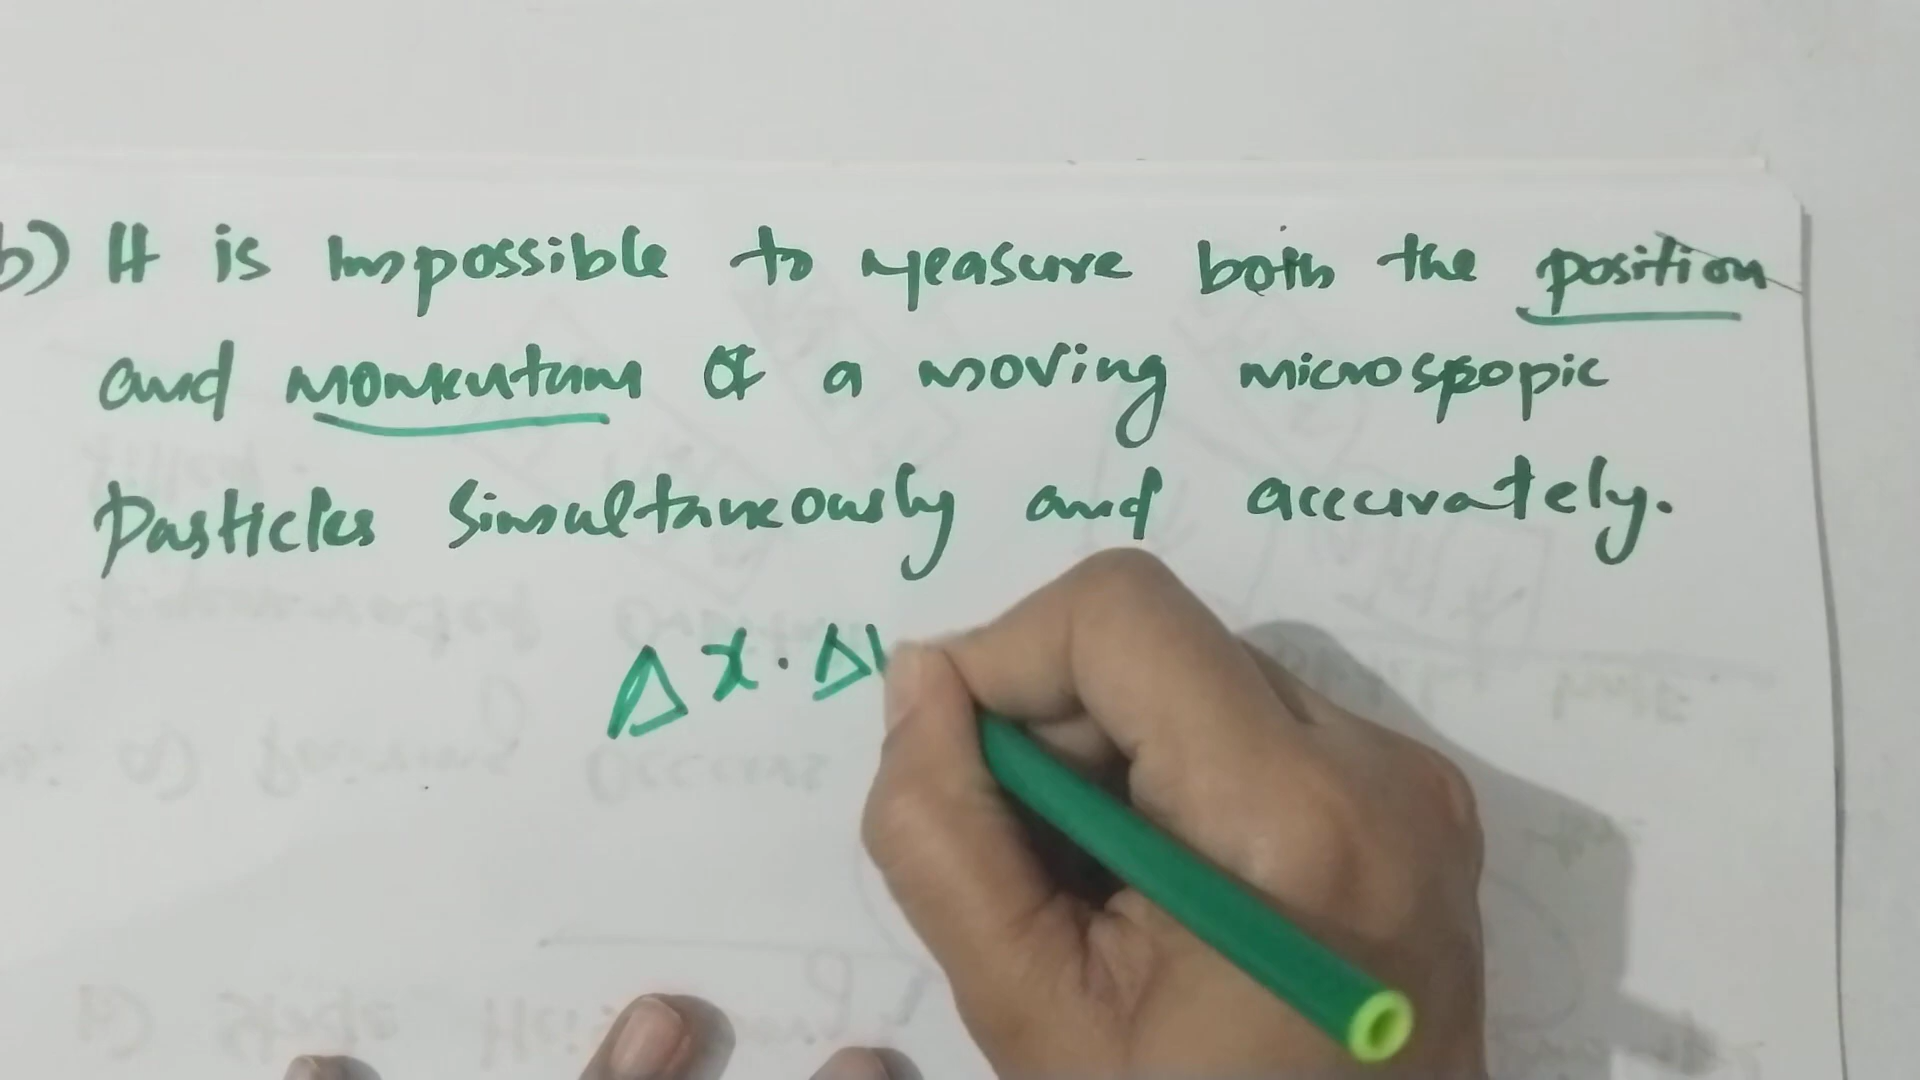 b) It is Impossible to measure both the position
and momentum of a moving microspopic
Particles Simultaneously and accurately.
Δx·Δ